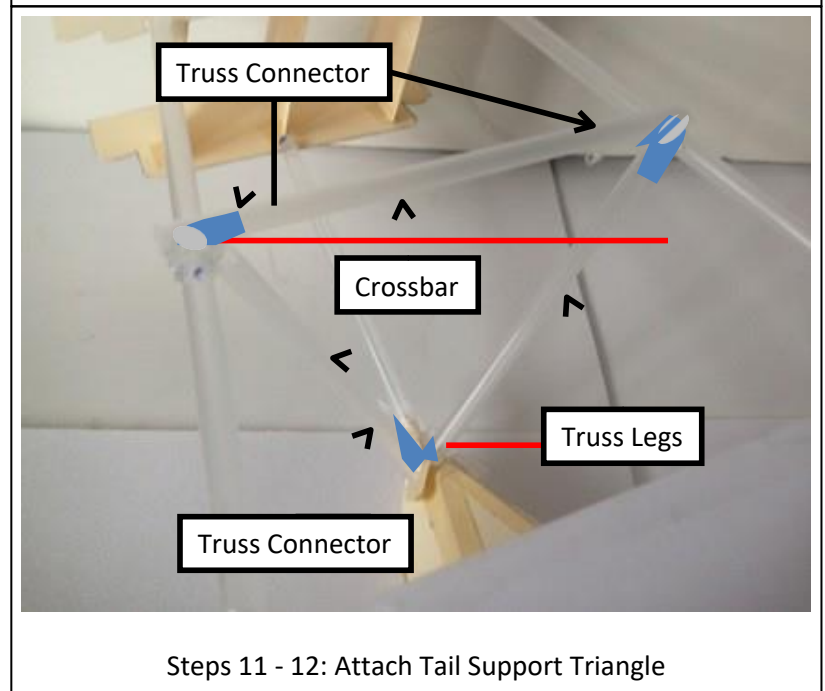 Truss Connector
Crossbar
Truss Legs
Truss Connector
Steps 11 - 12: Attach Tail Support Triangle